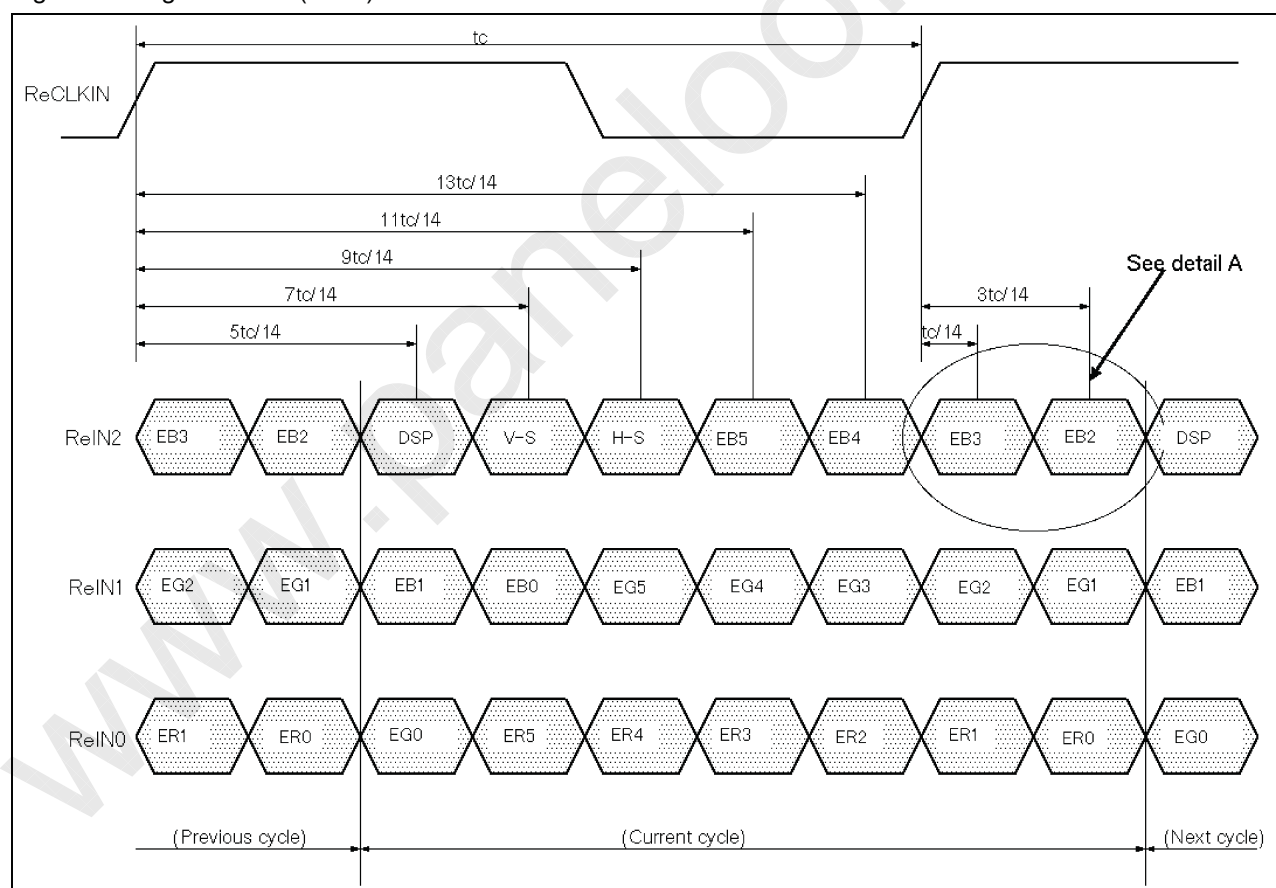 tc
ReCLKIN
13tc/14
11tc/14
9tc/14
7tc/14
5tc/14
See detail A
3tc/14
tc/14
ReIN2 EB3 EB2 DSP V-S H-S EB5 EB4 EB3 EB2 DSP
ReIN1 EG2 EG1 EB1 EB0 EG5 EG4 EG3 EG2 EG1 EB1
ReIN0 ER1 ER0 EG0 ER5 ER4 ER3 ER2 ER1 ER0 EG0
(Previous cycle) (Current cycle) (Next cycle)
www.paneloo